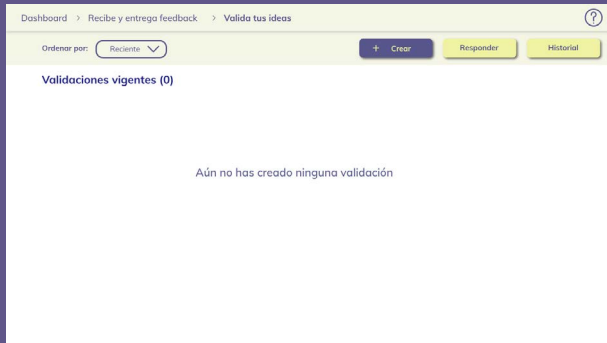 Dashboard > Recibe y entrega feedback > Valida tus ideas ?
Ordenar por: Reciente + Crear Responder Historial
Validaciones vigentes (0)
Aún no has creado ninguna validación